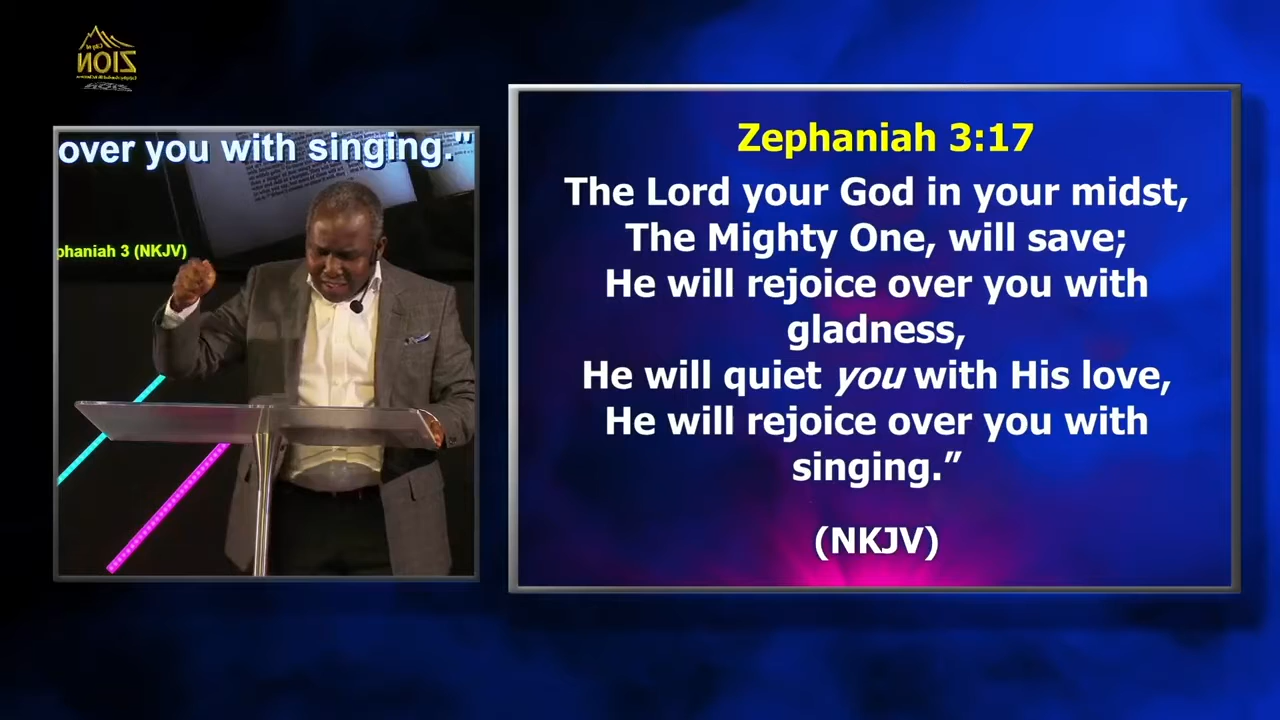 ZION
over you with singing.”
phaniah 3 (NKJV)
Zephaniah 3:17
The Lord your God in your midst,
The Mighty One, will save;
He will rejoice over you with
gladness,
He will quiet you with His love,
He will rejoice over you with
singing.”
(NKJV)